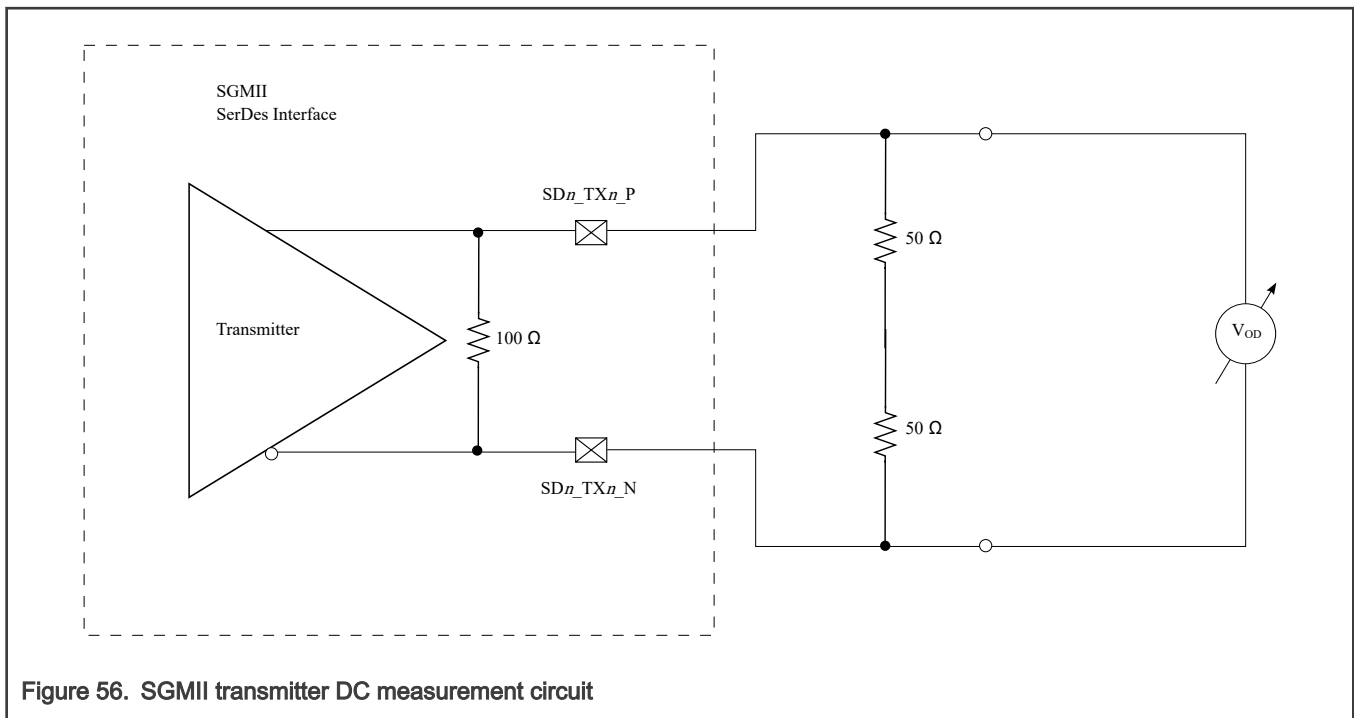 SGMII
SerDes Interface
SDn_TXn_P
50 Ω
Transmitter
100 Ω
VOD
50 Ω
SDn_TXn_N
Figure 56. SGMII transmitter DC measurement circuit